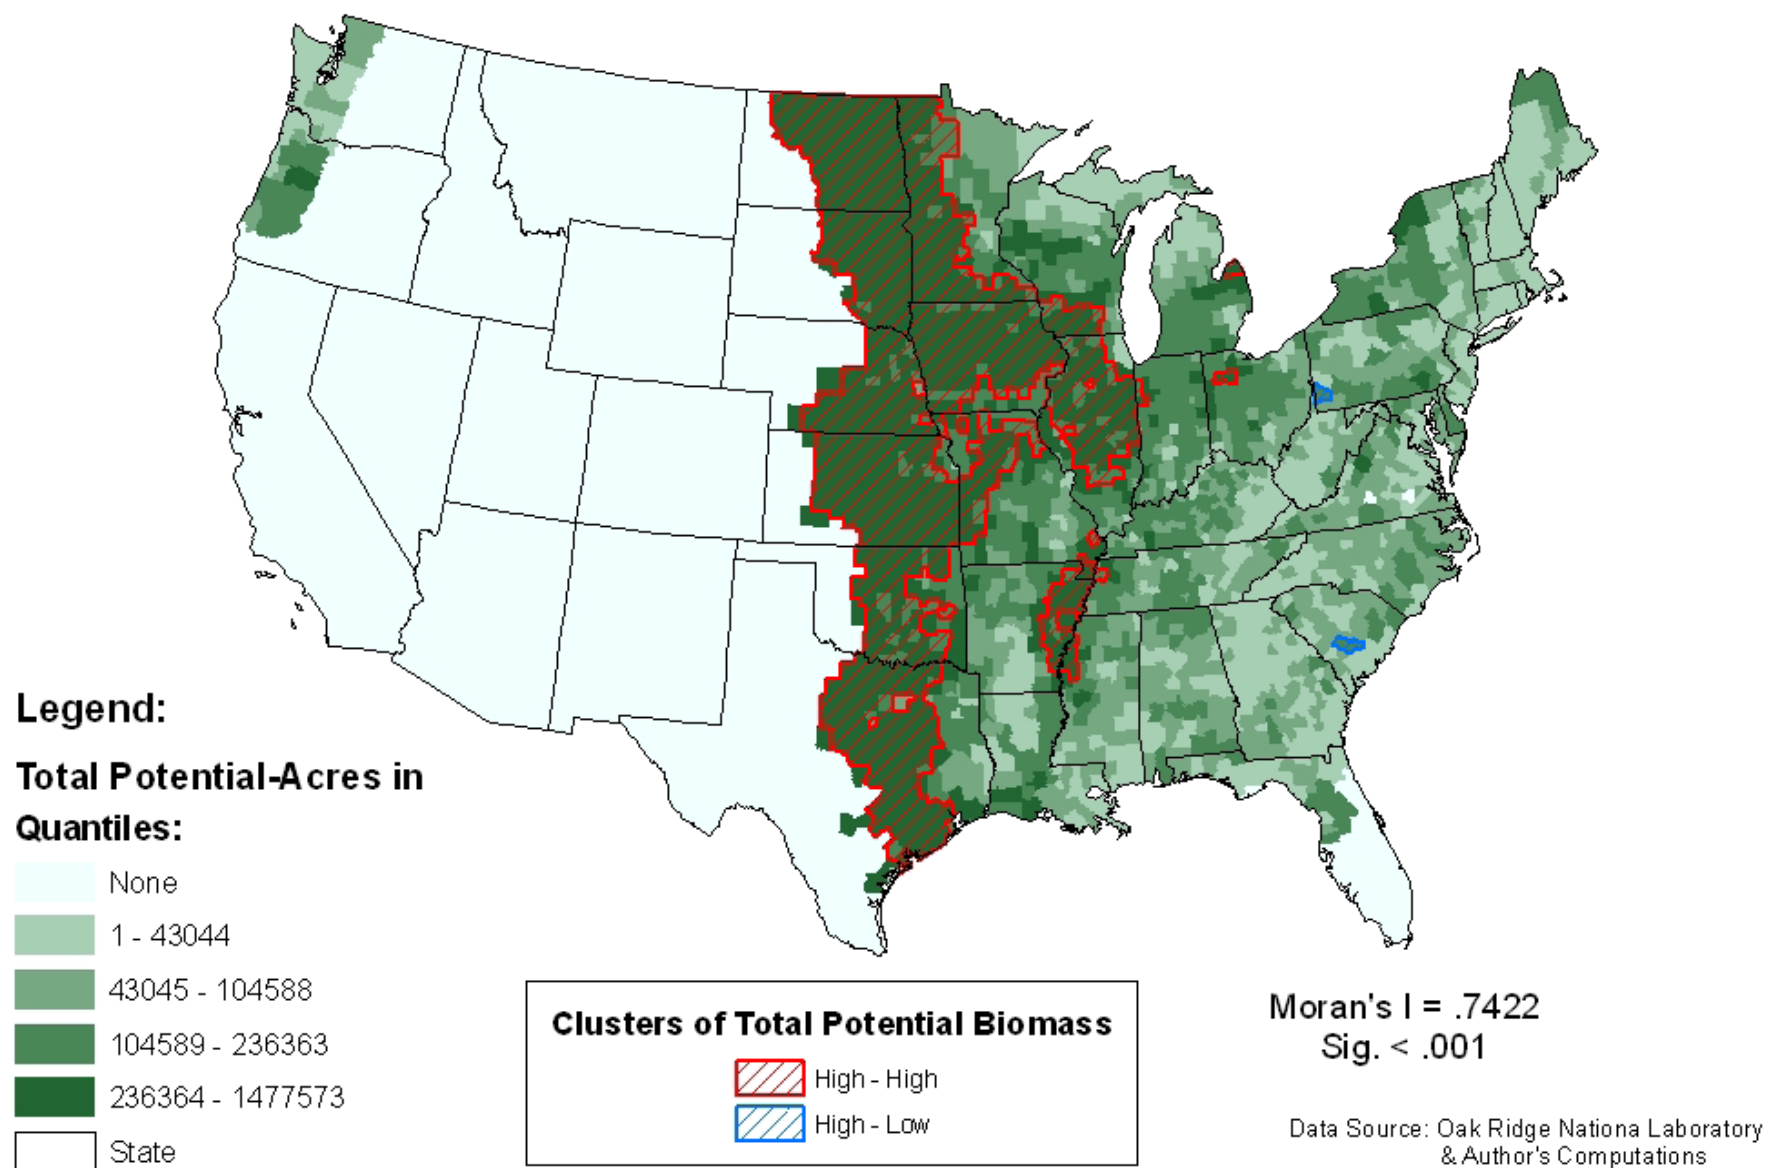 Legend:
Total Potential-Acres in
Quantiles:
None
1 - 43044
43045 - 104588
104589 - 236363
236364 - 1477573
State
Clusters of Total Potential Biomass
High - High
High - Low
Moran's I = .7422
Sig. < .001
Data Source: Oak Ridge Nationa Laboratory
& Author's Computations